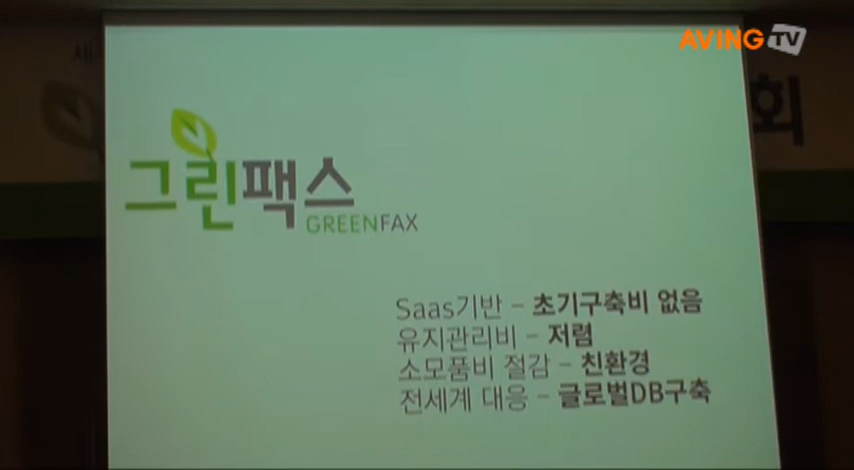 AVING TV
회
그린팩스
GREENFAX
Saas기반 – 초기구축비 없음
유지관리비 – 저렴
소모품비 절감 – 친환경
전세계 대응 – 글로벌DB구축